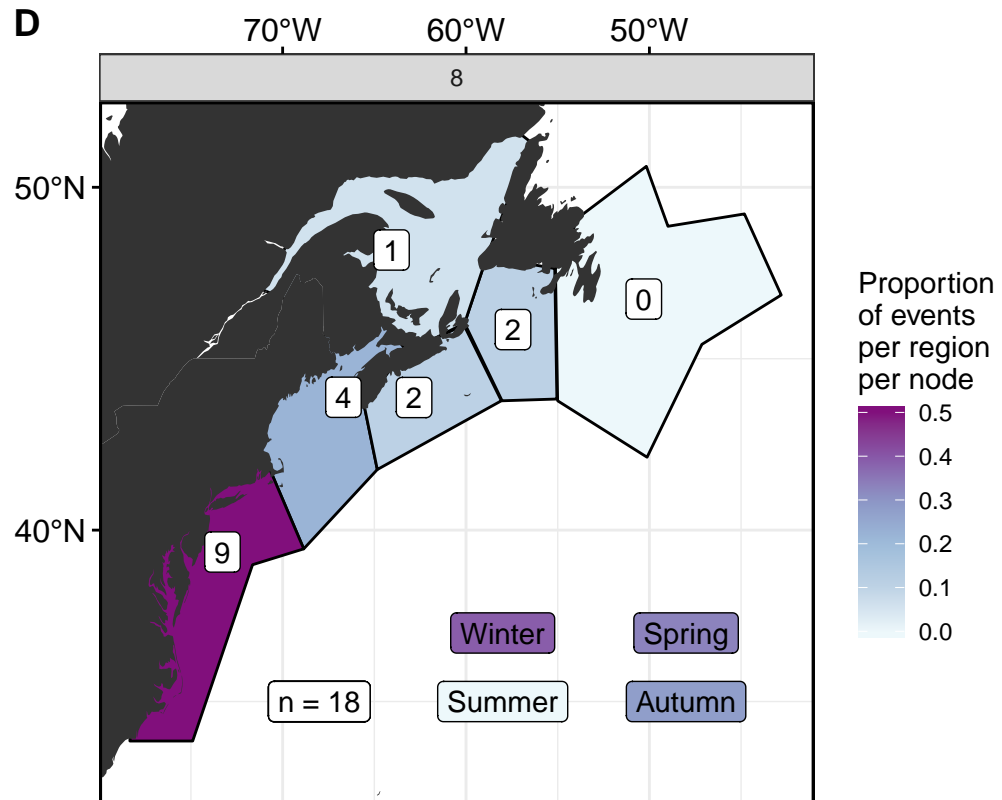 D
70°W 60°W 50°W
8
50°N
1
0
2
4 2
40°N
9
Winter Spring
n = 18 Summer Autumn
Proportion
of events
per region
per node
0.5
0.4
0.3
0.2
0.1
0.0